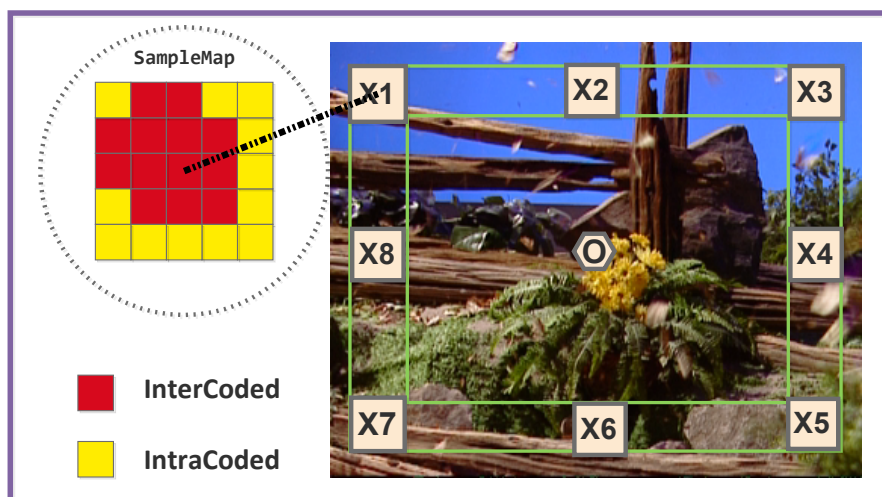 SampleMap
X1 X2 X3
X8 O X4
X7 X6 X5
InterCoded
IntraCoded